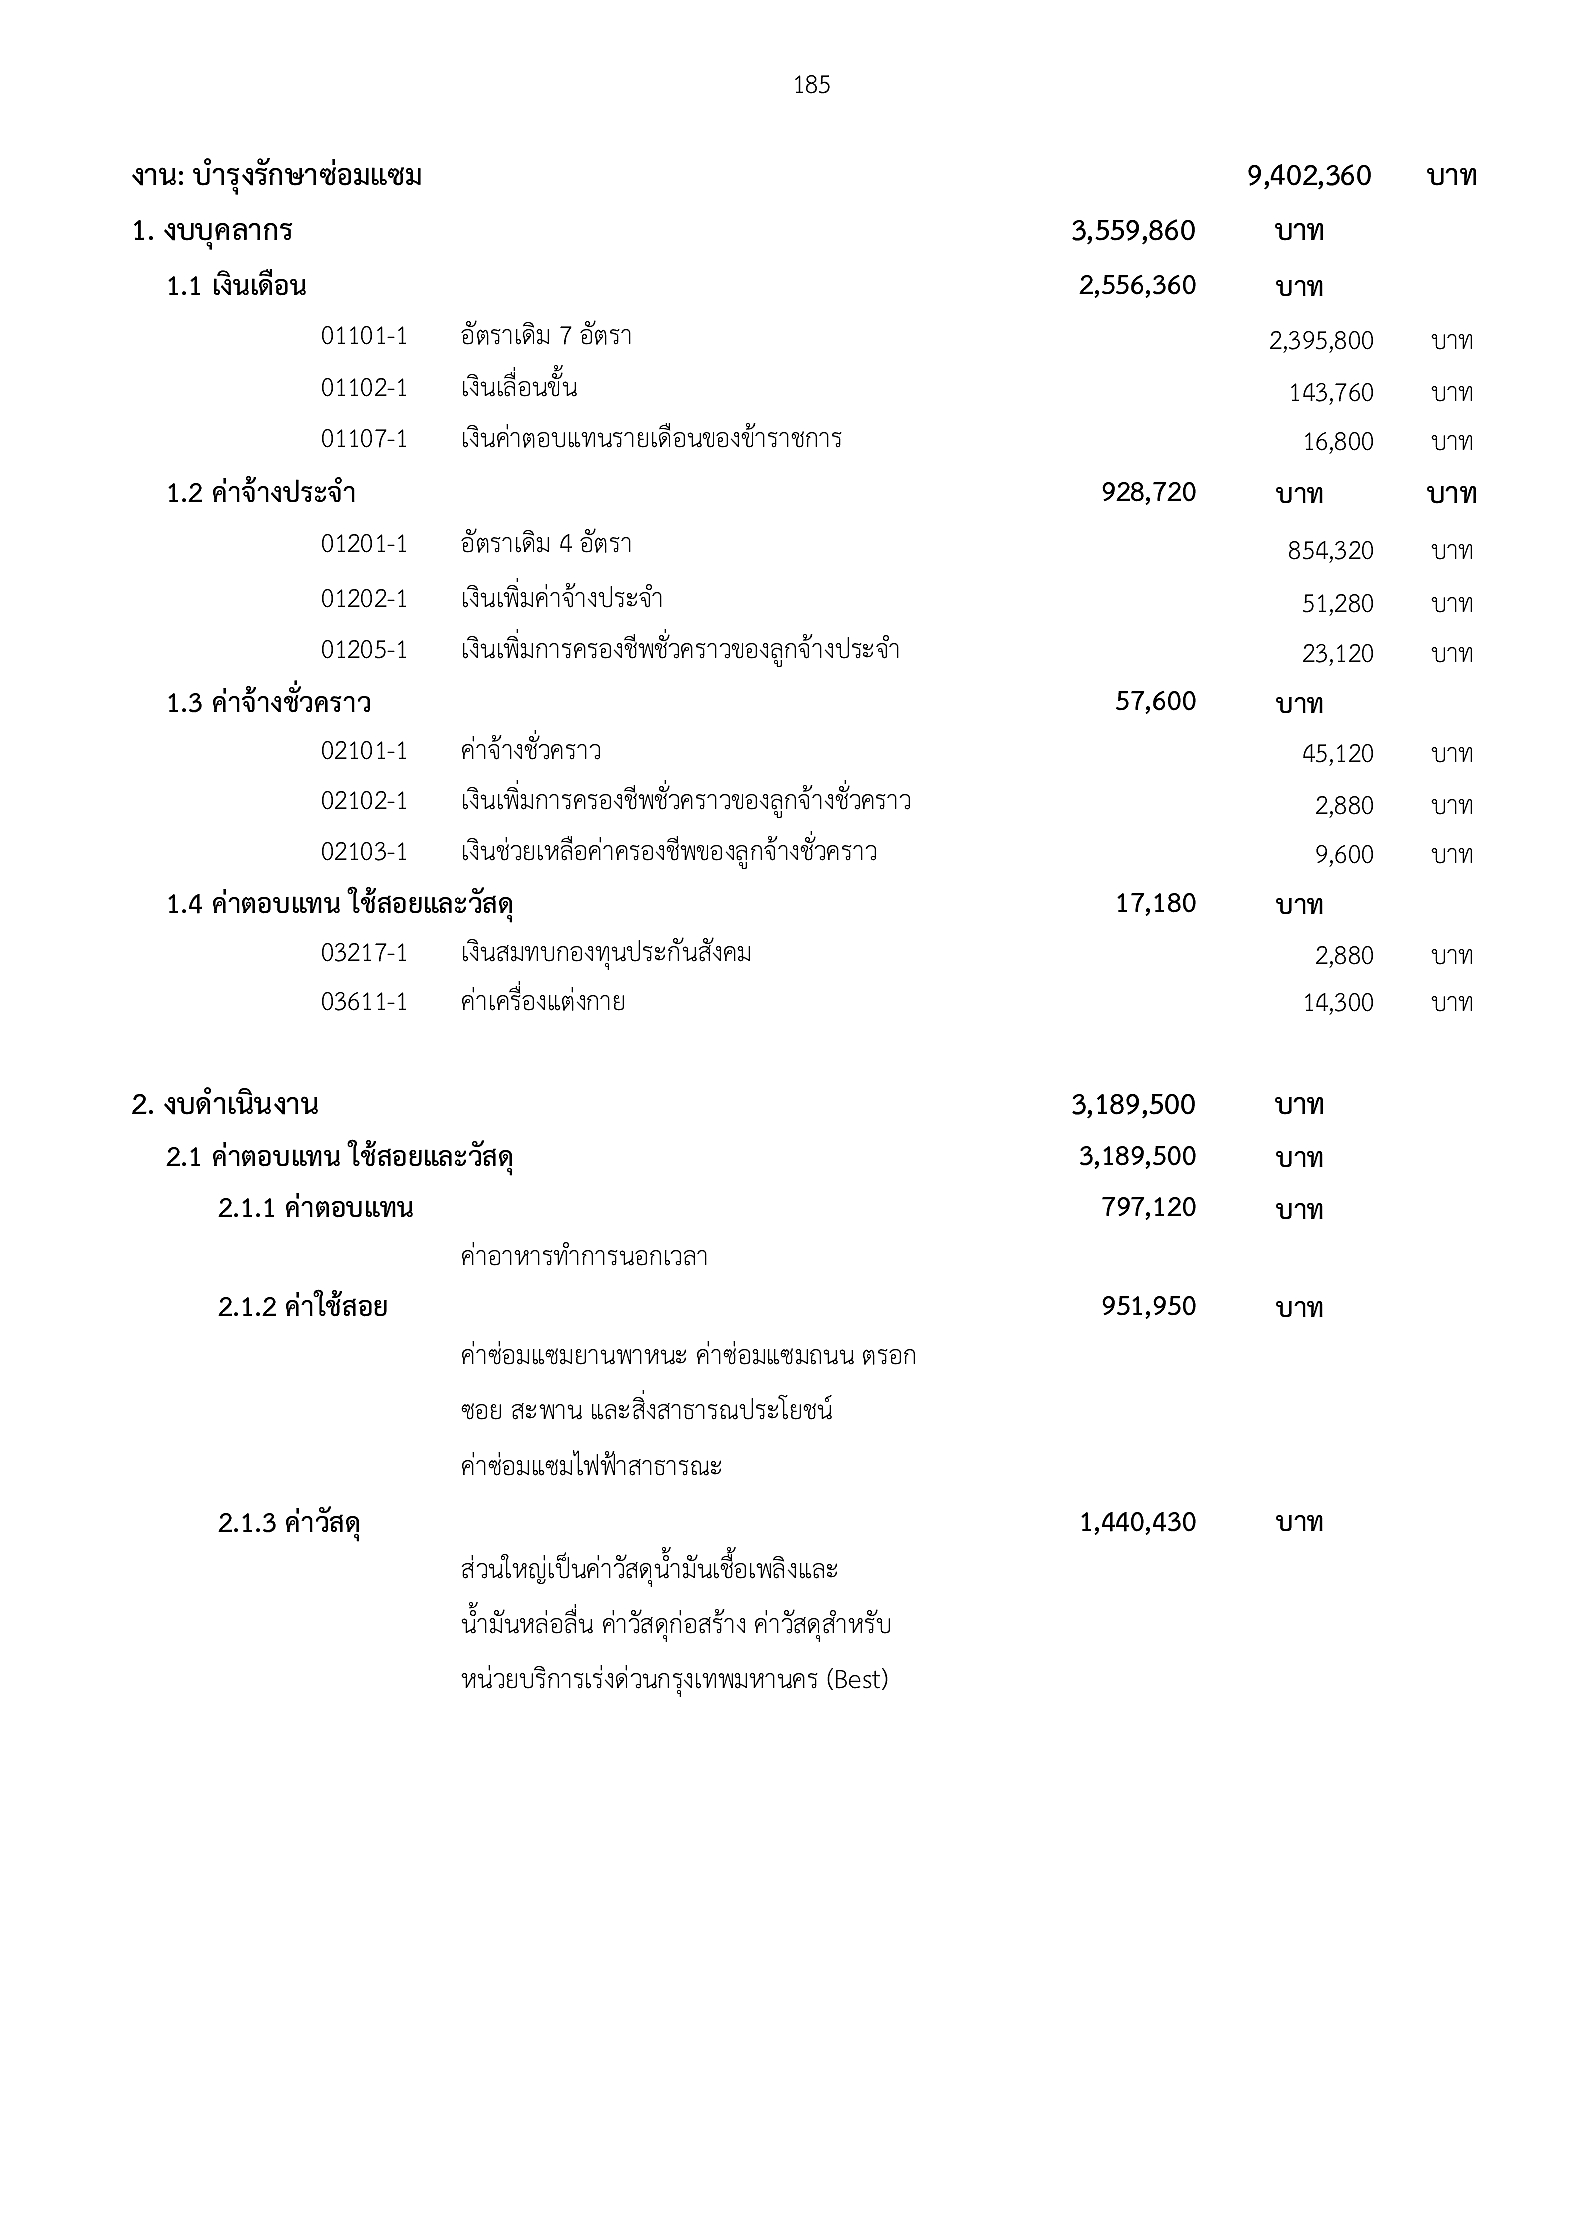 185
งาน: บำรุงรักษาซ่อมแซม 9,402,360 บาท
1. งบบุคลากร 3,559,860 บาท
1.1 เงินเดือน 2,556,360 บาท
01101-1 อัตราเดิม 7 อัตรา 2,395,800 บาท
01102-1 เงินเลื่อนขั้น 143,760 บาท
01107-1 เงินค่าตอบแทนรายเดือนของข้าราชการ 16,800 บาท
1.2 ค่าจ้างประจำ 928,720 บาท บาท
01201-1 อัตราเดิม 4 อัตรา 854,320 บาท
01202-1 เงินเพิ่มค่าจ้างประจำ 51,280 บาท
01205-1 เงินเพิ่มการครองชีพชั่วคราวของลูกจ้างประจำ 23,120 บาท
1.3 ค่าจ้างชั่วคราว 57,600 บาท
02101-1 ค่าจ้างชั่วคราว 45,120 บาท
02102-1 เงินเพิ่มการครองชีพชั่วคราวของลูกจ้างชั่วคราว 2,880 บาท
02103-1 เงินช่วยเหลือค่าครองชีพของลูกจ้างชั่วคราว 9,600 บาท
1.4 ค่าตอบแทน ใช้สอยและวัสดุ 17,180 บาท
03217-1 เงินสมทบกองทุนประกันสังคม 2,880 บาท
03611-1 ค่าเครื่องแต่งกาย 14,300 บาท
2. งบดำเนินงาน 3,189,500 บาท
2.1 ค่าตอบแทน ใช้สอยและวัสดุ 3,189,500 บาท
2.1.1 ค่าตอบแทน 797,120 บาท
ค่าอาหารทำการนอกเวลา
2.1.2 ค่าใช้สอย 951,950 บาท
ค่าซ่อมแซมยานพาหนะ ค่าซ่อมแซมถนน ตรอก
ซอย สะพาน และสิ่งสาธารณประโยชน์
ค่าซ่อมแซมไฟฟ้าสาธารณะ
2.1.3 ค่าวัสดุ 1,440,430 บาท
ส่วนใหญ่เป็นค่าวัสดุน้ำมันเชื้อเพลิงและ
น้ำมันหล่อลื่น ค่าวัสดุก่อสร้าง ค่าวัสดุสำหรับ
หน่วยบริการเร่งด่วนกรุงเทพมหานคร (Best)